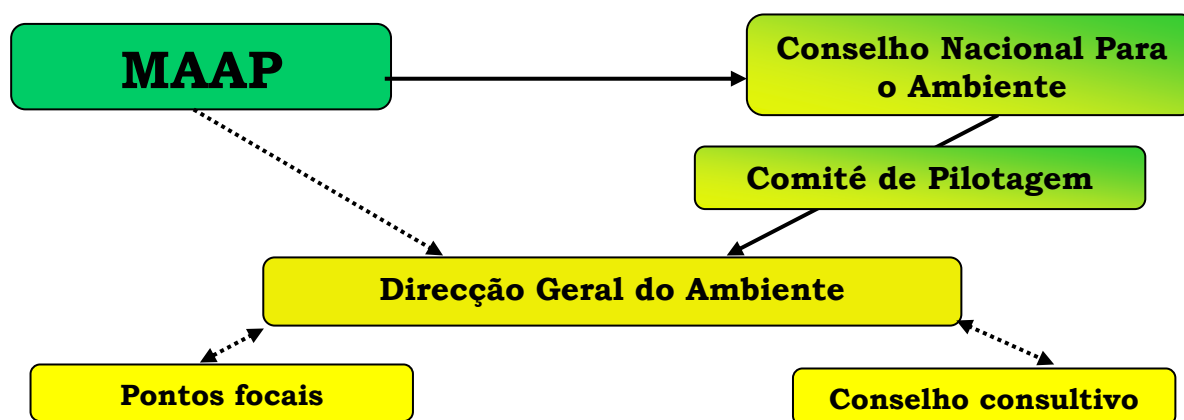 MAAP
Conselho Nacional Para
o Ambiente
Comité de Pilotagem
Direcção Geral do Ambiente
Pontos focais
Conselho consultivo